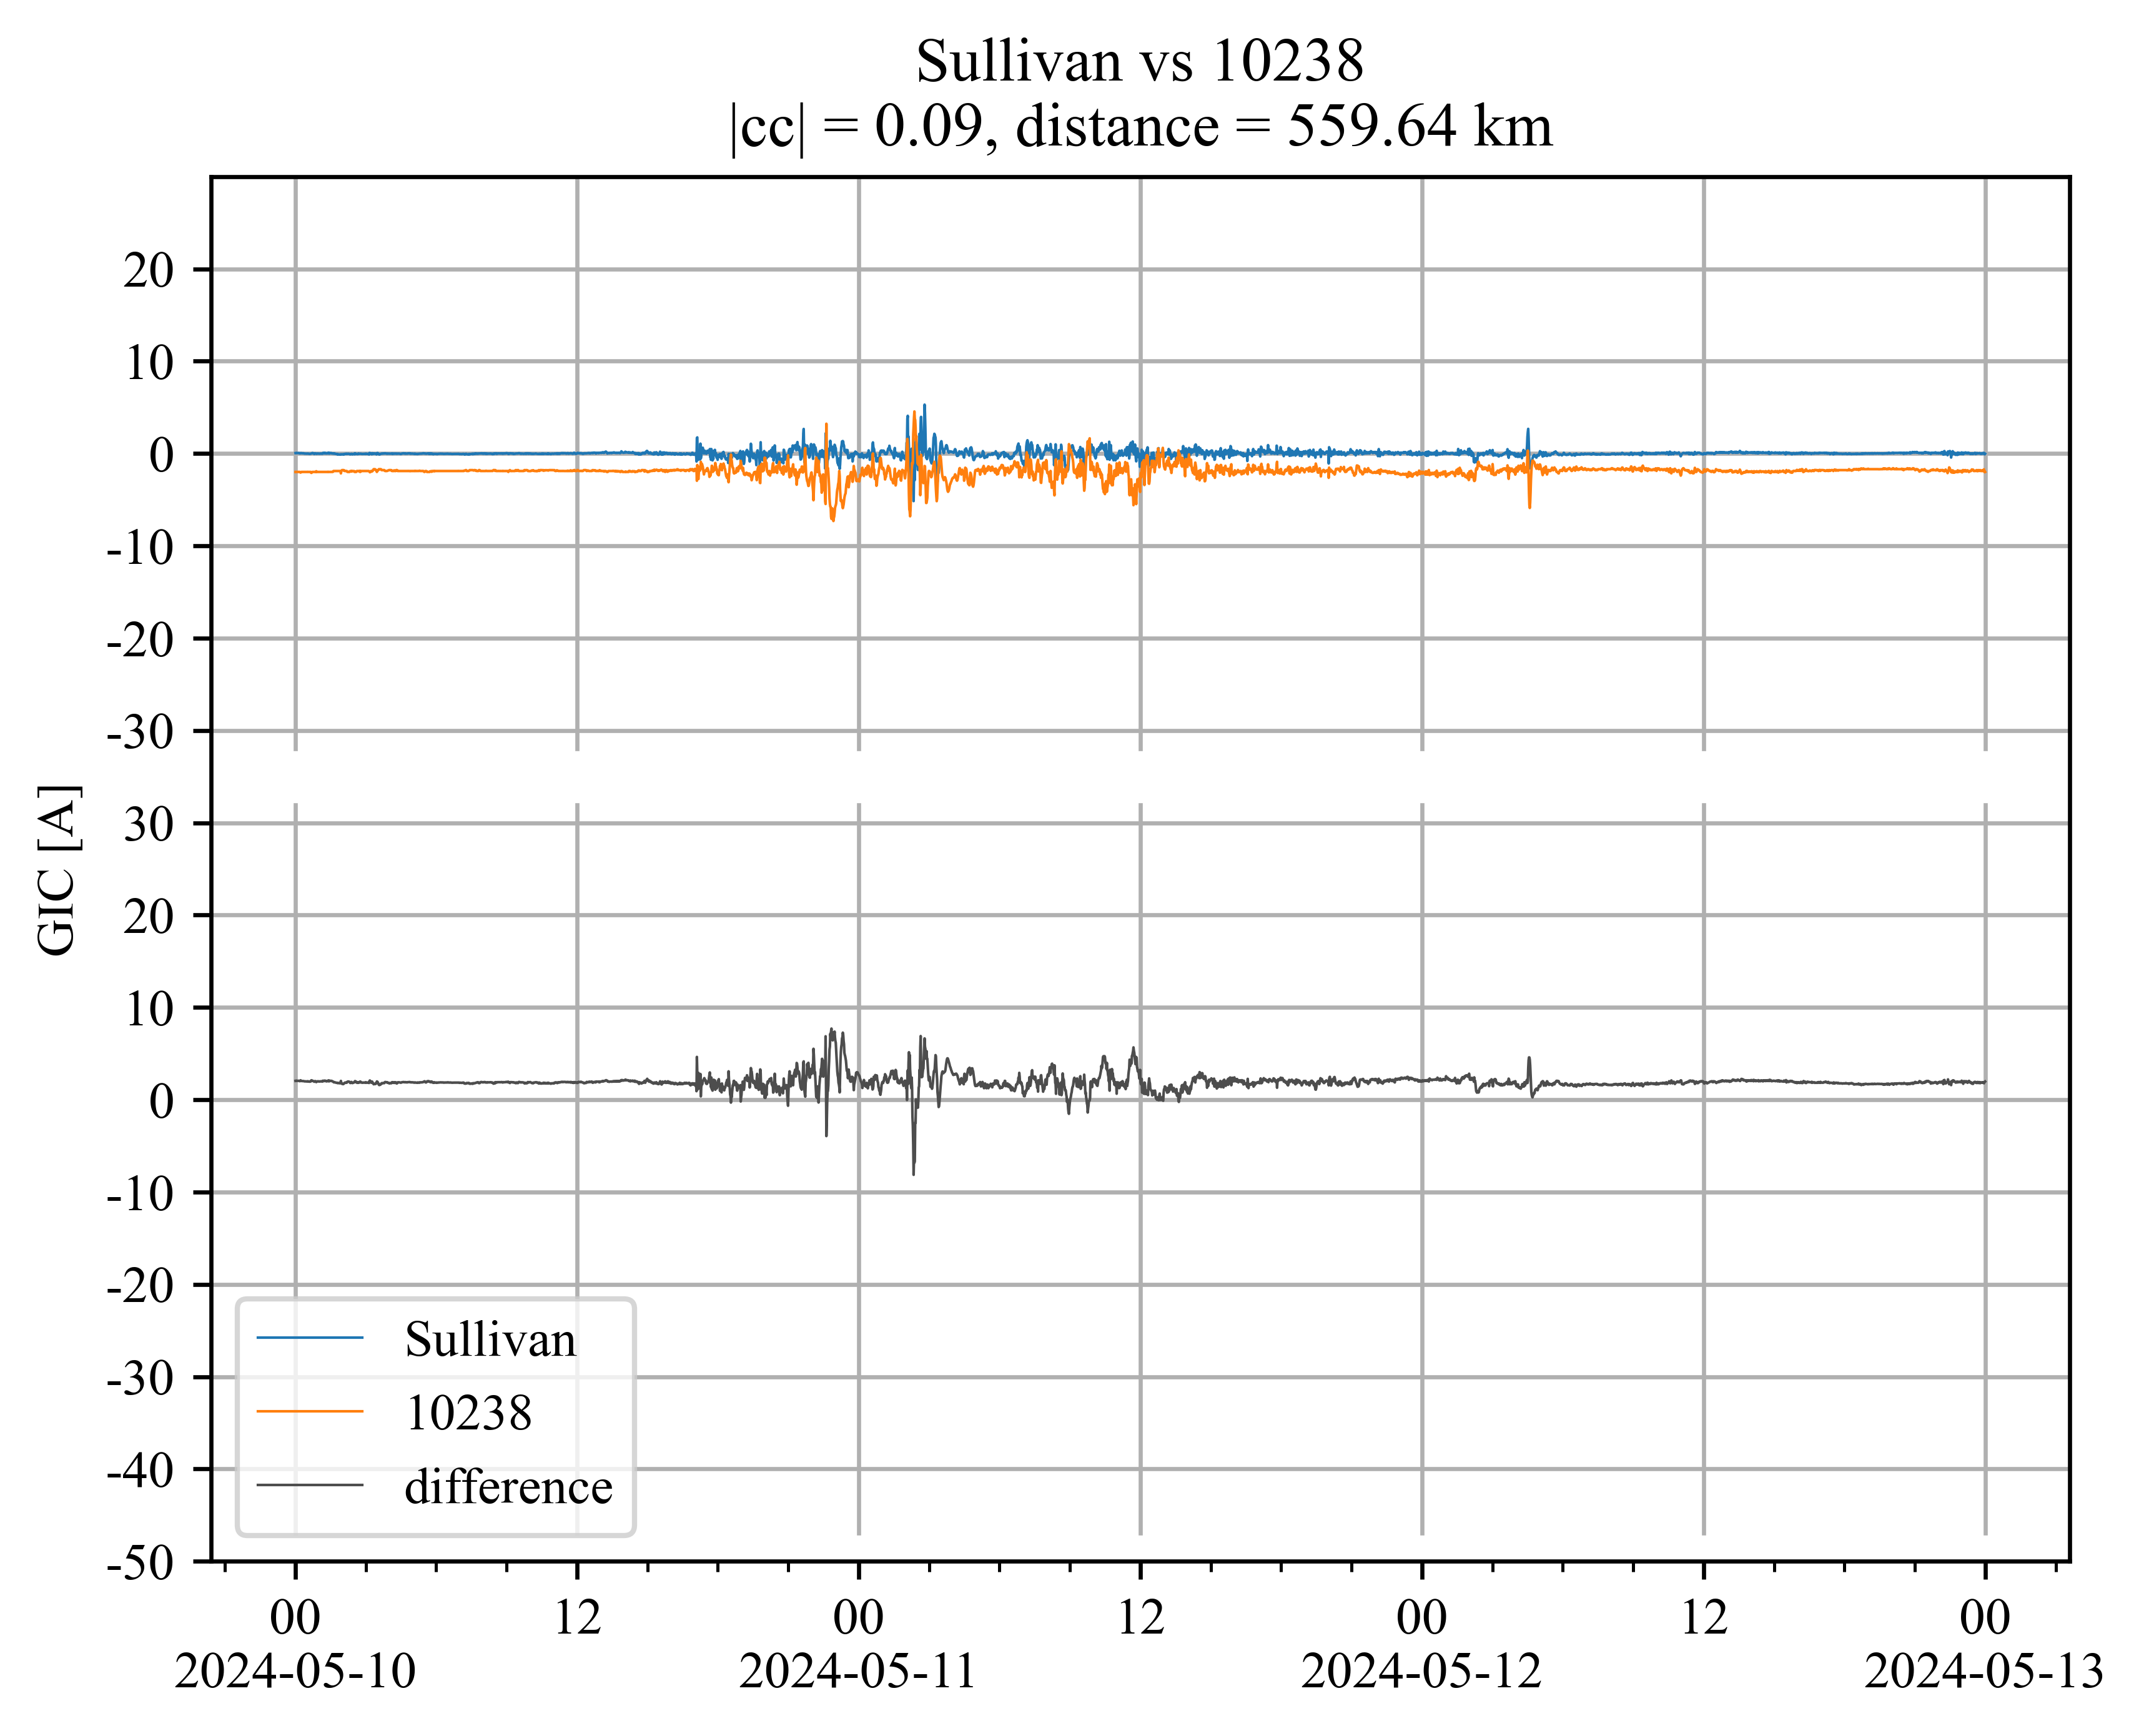 Sullivan vs 10238
|cc| = 0.09, distance = 559.64 km
GIC [A]
20
10
0
-10
-20
-30
30
20
10
0
-10
-20
-30
-40
-50
Sullivan
10238
difference
00 12 00 12 00 12 00
2024-05-10 2024-05-11 2024-05-12 2024-05-13